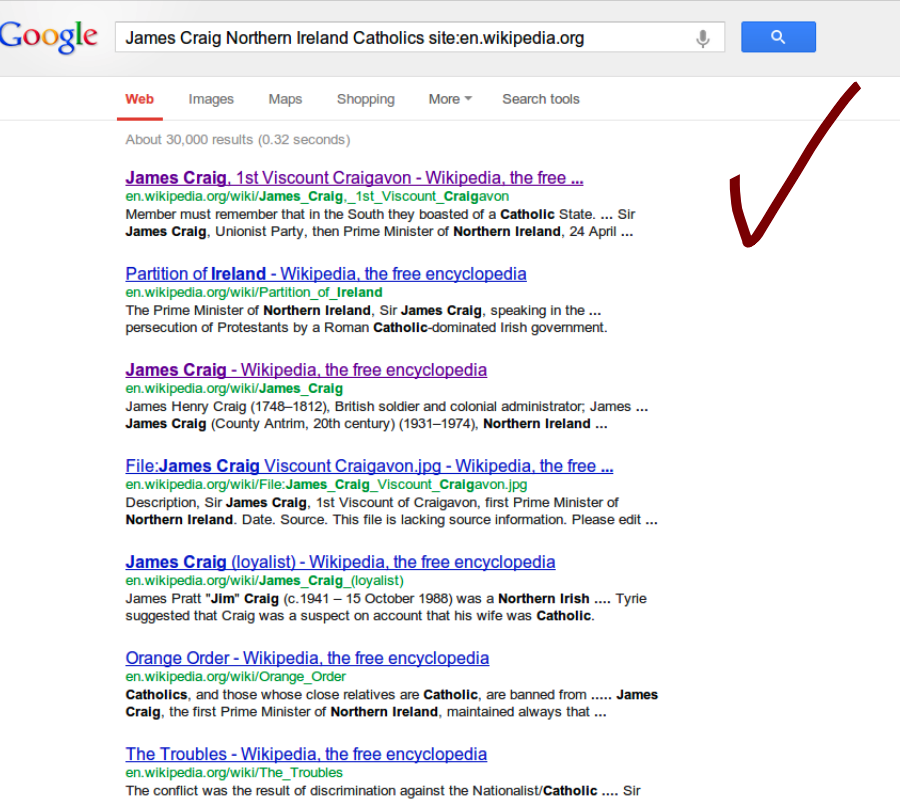 Google James Craig Northern Ireland Catholics site:en.wikipedia.org
Web Images Maps Shopping More Search tools
About 30,000 results (0.32 seconds)
James Craig, 1st Viscount Craigavon - Wikipedia, the free ...
en.wikipedia.org/wiki/James_Craig,_1st_Viscount_Craigavon
Member must remember that in the South they boasted of a Catholic State. ... Sir
James Craig, Unionist Party, then Prime Minister of Northern Ireland, 24 April ...
Partition of Ireland - Wikipedia, the free encyclopedia
en.wikipedia.org/wiki/Partition_of_Ireland
The Prime Minister of Northern Ireland, Sir James Craig, speaking in the ...
persecution of Protestants by a Roman Catholic-dominated Irish government.
James Craig - Wikipedia, the free encyclopedia
en.wikipedia.org/wiki/James_Craig
James Henry Craig (1748–1812), British soldier and colonial administrator; James ...
James Craig (County Antrim, 20th century) (1931–1974), Northern Ireland ...
File:James Craig Viscount Craigavon.jpg - Wikipedia, the free ...
en.wikipedia.org/wiki/File:James_Craig_Viscount_Craigavon.jpg
Description, Sir James Craig, 1st Viscount of Craigavon, first Prime Minister of
Northern Ireland. Date. Source. This file is lacking source information. Please edit ...
James Craig (loyalist) - Wikipedia, the free encyclopedia
en.wikipedia.org/wiki/James_Craig_(loyalist)
James Pratt "Jim" Craig (c.1941 – 15 October 1988) was a Northern Irish .... Tyrie
suggested that Craig was a suspect on account that his wife was Catholic.
Orange Order - Wikipedia, the free encyclopedia
en.wikipedia.org/wiki/Orange_Order
Catholics, and those whose close relatives are Catholic, are banned from ..... James
Craig, the first Prime Minister of Northern Ireland, maintained always that ...
The Troubles - Wikipedia, the free encyclopedia
en.wikipedia.org/wiki/The_Troubles
The conflict was the result of discrimination against the Nationalist/Catholic .... Sir